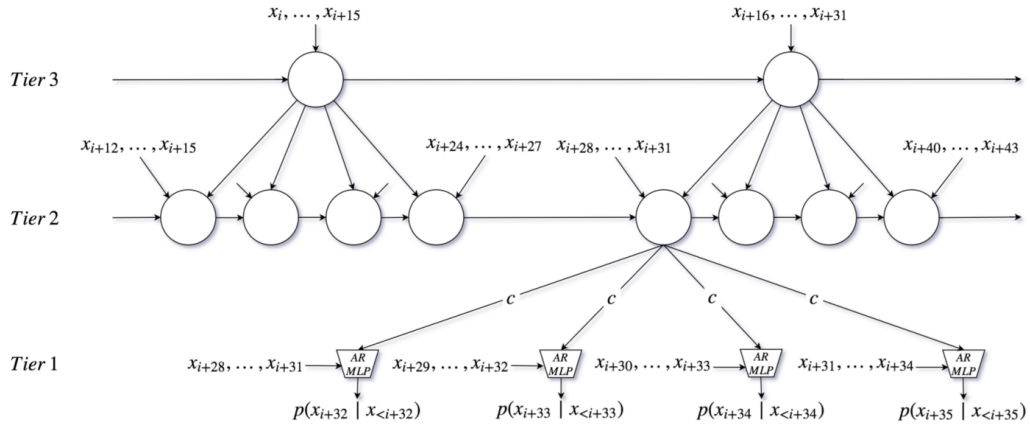 x_i, … , x_{i+15} x_{i+16}, … , x_{i+31}
Tier 3
x_{i+12}, … , x_{i+15} x_{i+24}, … , x_{i+27} x_{i+28}, … , x_{i+31} x_{i+40}, … , x_{i+43}
Tier 2
c c c c
Tier 1 x_{i+28}, … , x_{i+31} AR MLP x_{i+29}, … , x_{i+32} AR MLP x_{i+30}, … , x_{i+33} AR MLP x_{i+31}, … , x_{i+34} AR MLP
p(x_{i+32} | x_{<i+32}) p(x_{i+33} | x_{<i+33}) p(x_{i+34} | x_{<i+34}) p(x_{i+35} | x_{<i+35})